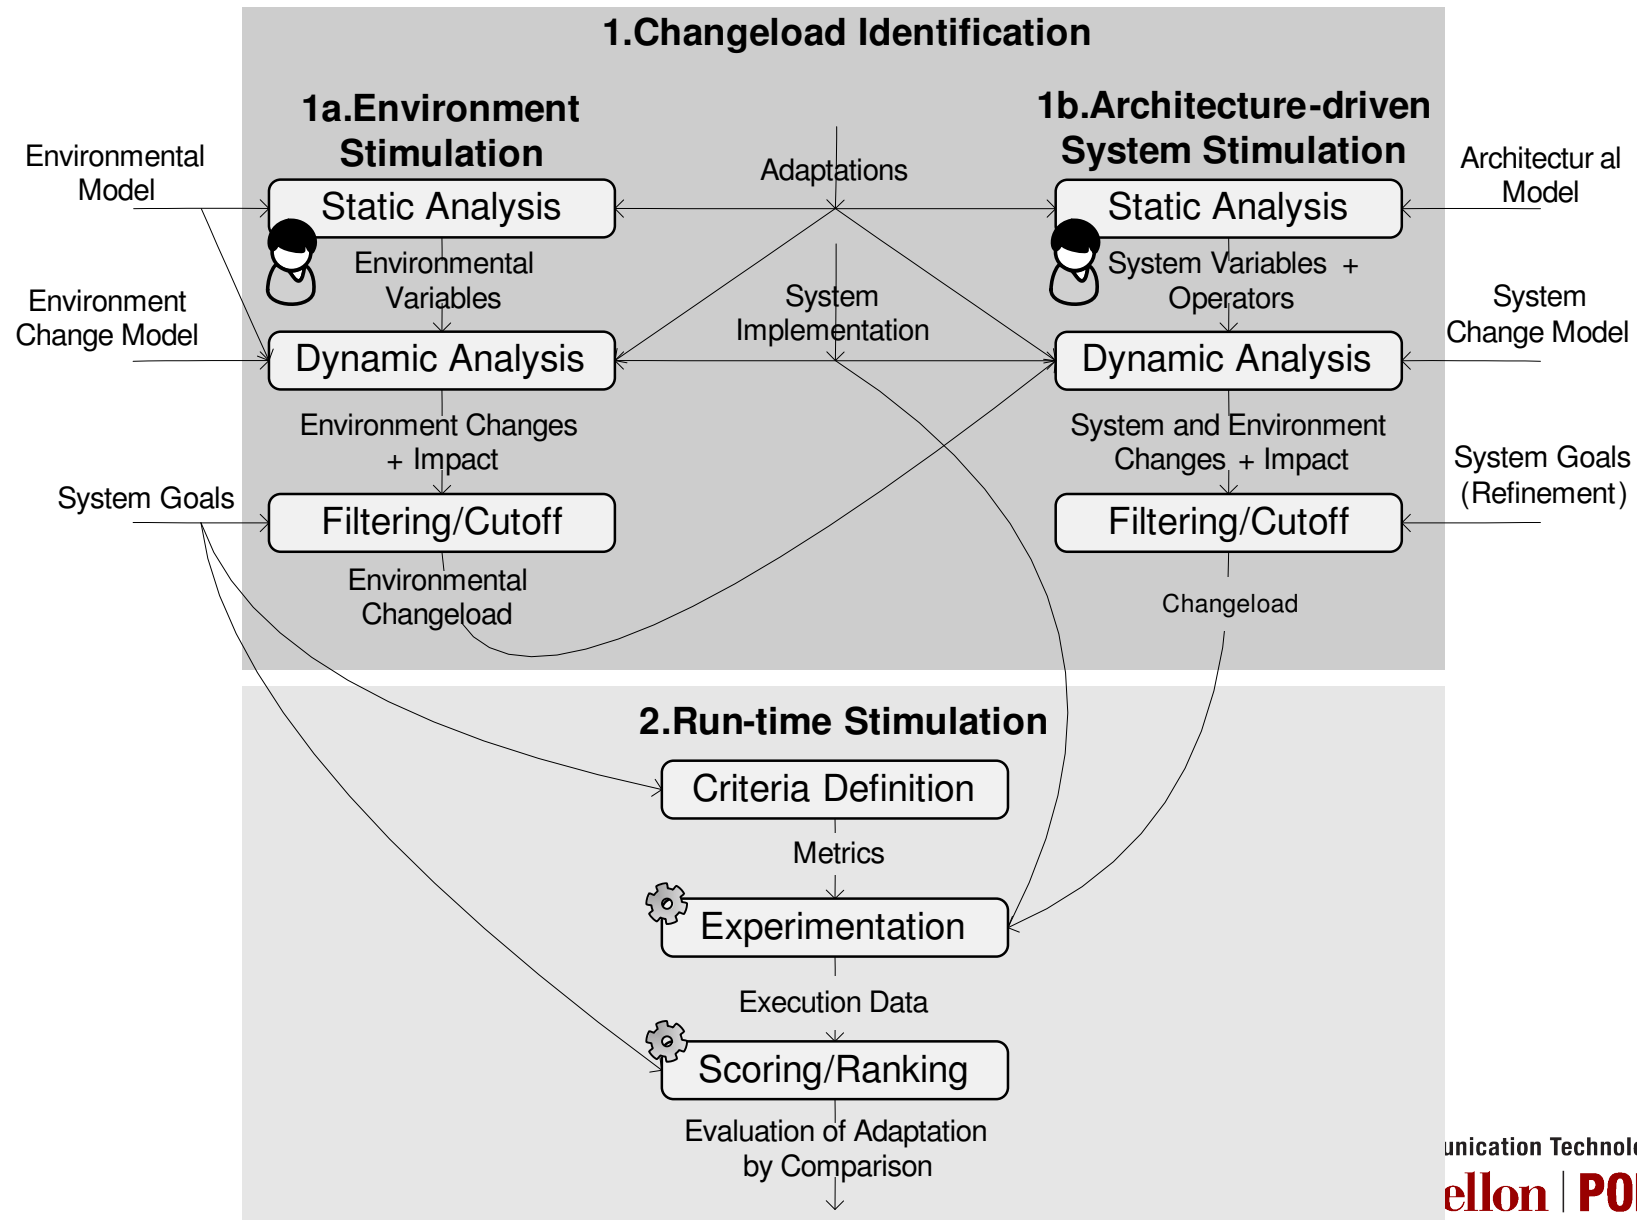 1.Changeload Identification
1a.Environment
Stimulation
1b.Architecture-driven
System Stimulation
Environmental
Model
Adaptations
Architectur al
Model
Static Analysis
Static Analysis
Environmental
Variables
System Variables +
Operators
Environment
Change Model
System
Implementation
System
Change Model
Dynamic Analysis
Dynamic Analysis
Environment Changes
+ Impact
System and Environment
Changes + Impact
System Goals
System Goals
(Refinement)
Filtering/Cutoff
Filtering/Cutoff
Environmental
Changeload
Changeload
2.Run-time Stimulation
Criteria Definition
Metrics
Experimentation
Execution Data
Scoring/Ranking
Evaluation of Adaptation
by Comparison